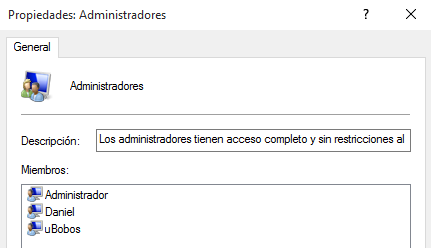 Propiedades: Administradores
General
Administradores
Descripción:
Los administradores tienen acceso completo y sin restricciones al
Miembros:
Administrador
Daniel
uBobos